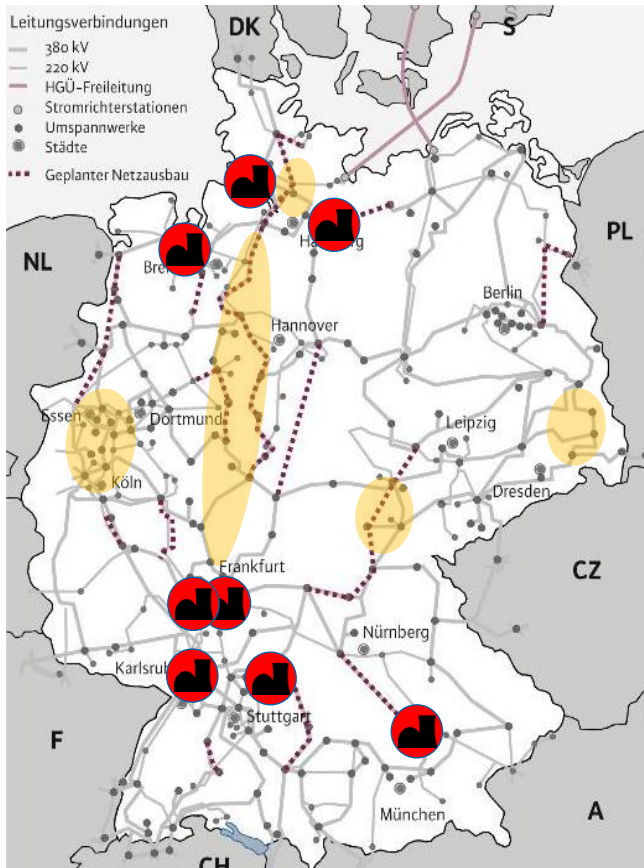 Leitungsverbindungen
380 kV
220 kV
HGÜ-Freileitung
Stromrichterstationen
Umspannwerke
Städte
Geplanter Netzausbau
DK
S
NL
PL
Berlin
Hannover
Essen
Dortmund
Leipzig
Köln
Dresden
Frankfurt
CZ
Nürnberg
Stuttgart
F
München
A
CH